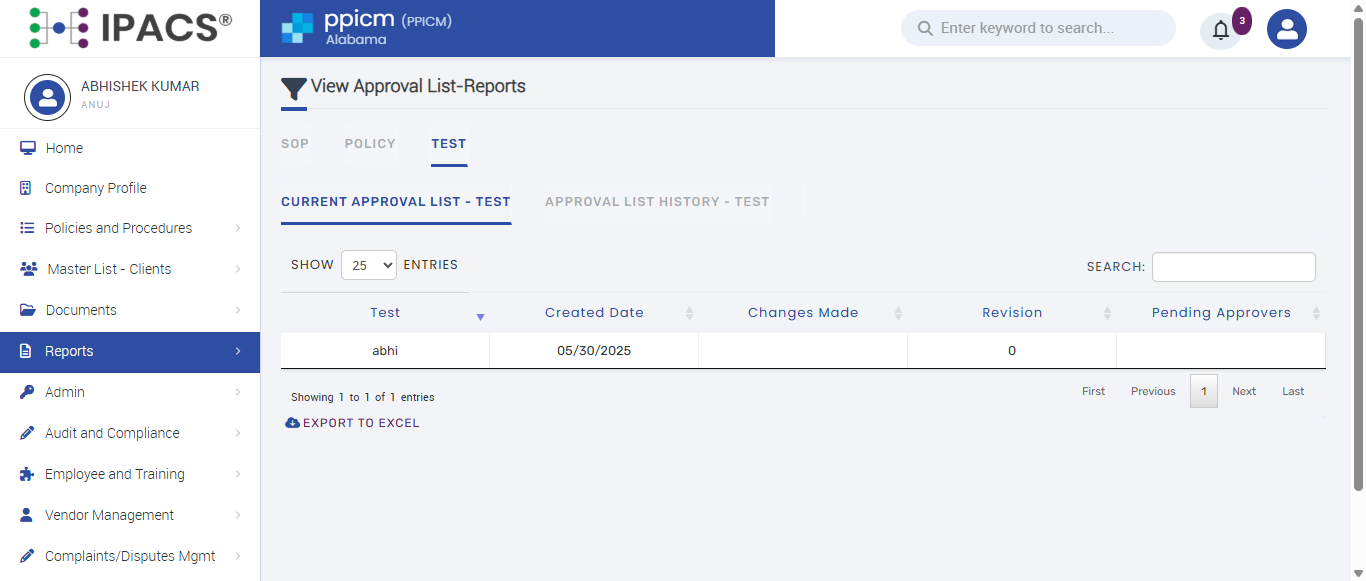 IPACS®
ppicm (PPICM)
Alabama
Enter keyword to search...
3
ABHISHEK KUMAR
ANUJ
Home
Company Profile
Policies and Procedures
Master List - Clients
Documents
Reports
Admin
Audit and Compliance
Employee and Training
Vendor Management
Complaints/Disputes Mgmt
View Approval List-Reports
SOP POLICY TEST
CURRENT APPROVAL LIST - TEST APPROVAL LIST HISTORY - TEST
SHOW 25 ENTRIES SEARCH:
Test Created Date Changes Made Revision Pending Approvers
abhi 05/30/2025 0
Showing 1 to 1 of 1 entries
First Previous 1 Next Last
EXPORT TO EXCEL